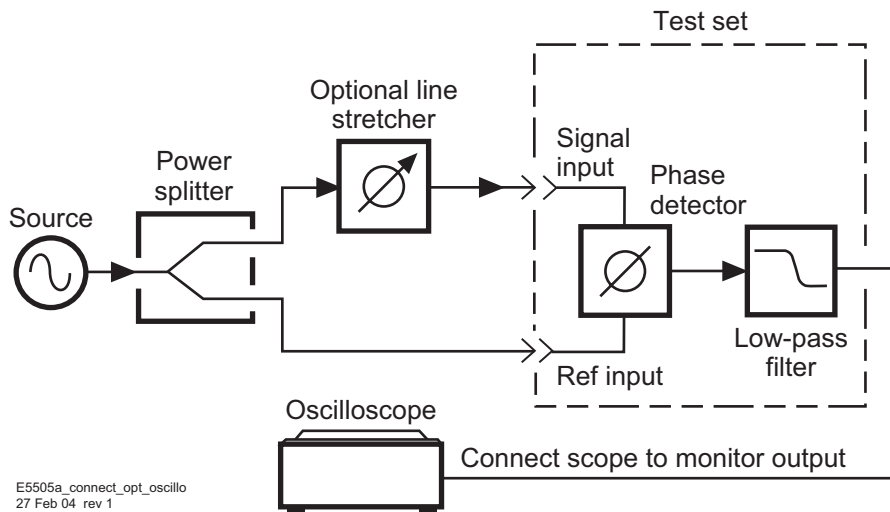 Test set
Optional line
stretcher
Signal
input
Power
splitter
Phase
detector
Source
Low-pass
filter
Ref input
Oscilloscope
Connect scope to monitor output
E5505a_connect_opt_oscillo
27 Feb 04 rev 1